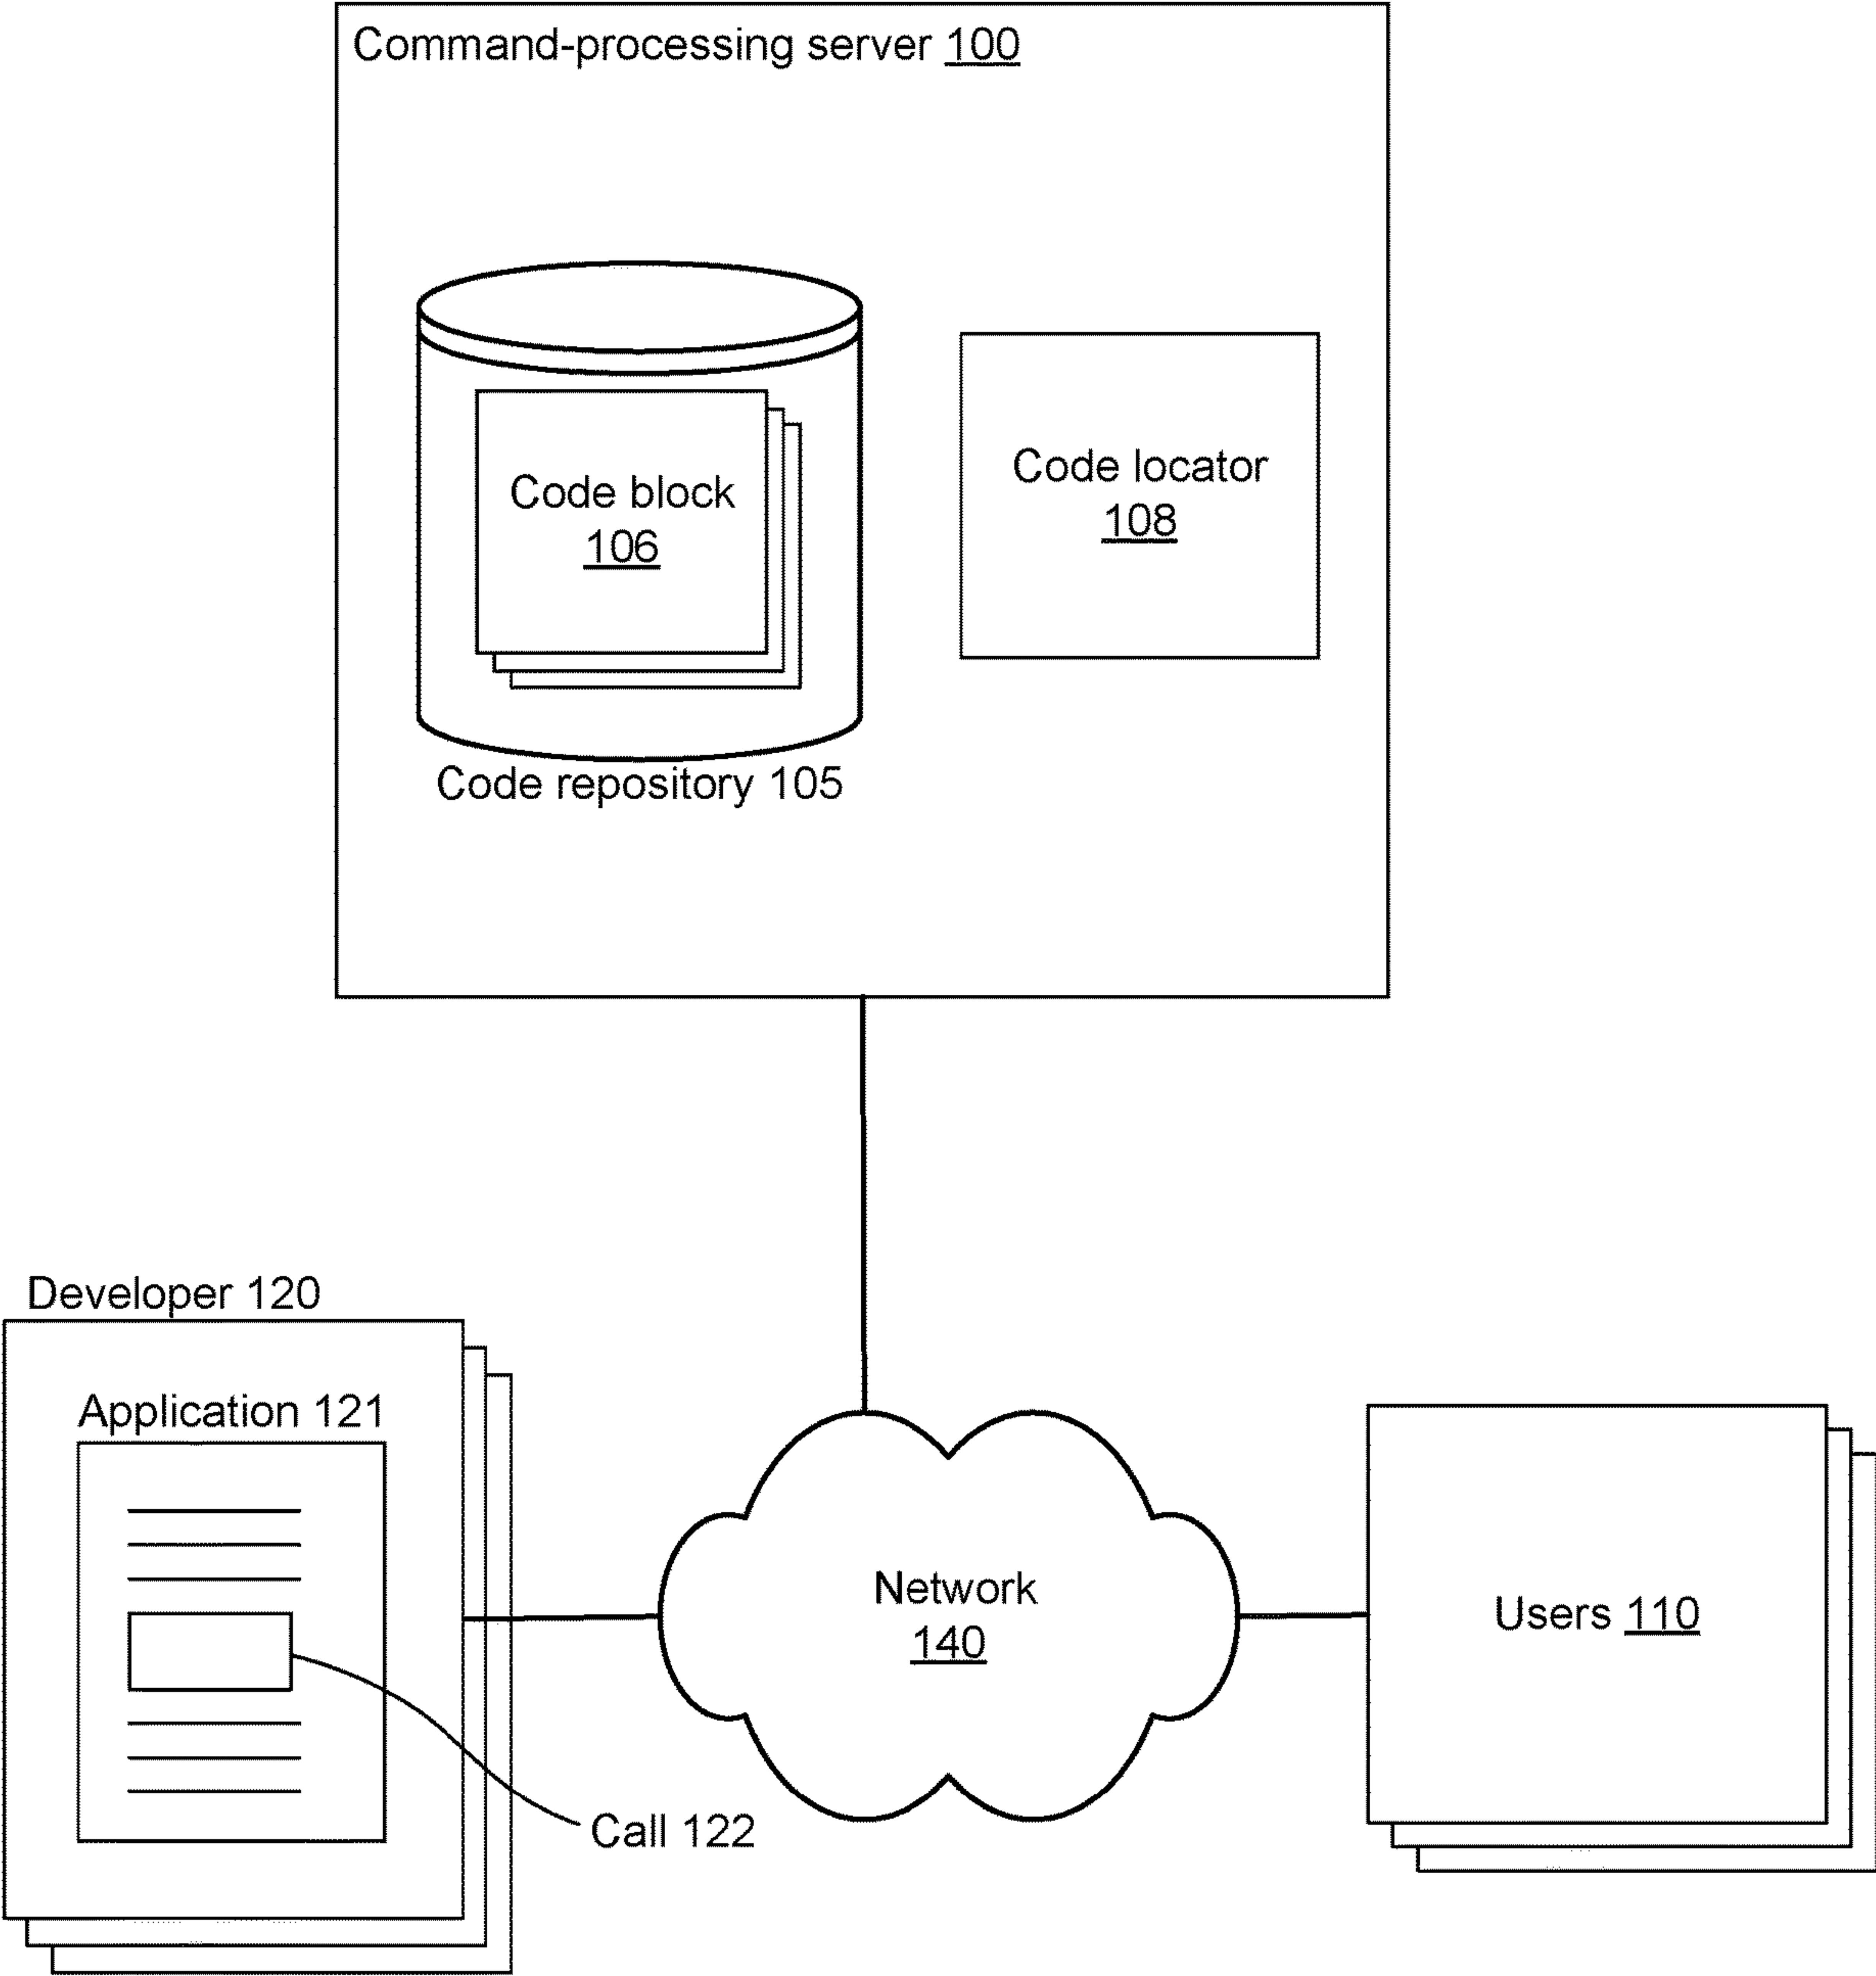 Command-processing server 100
Code block
106
Code locator
108
Code repository 105
Developer 120
Application 121
Call 122
Network
140
Users 110